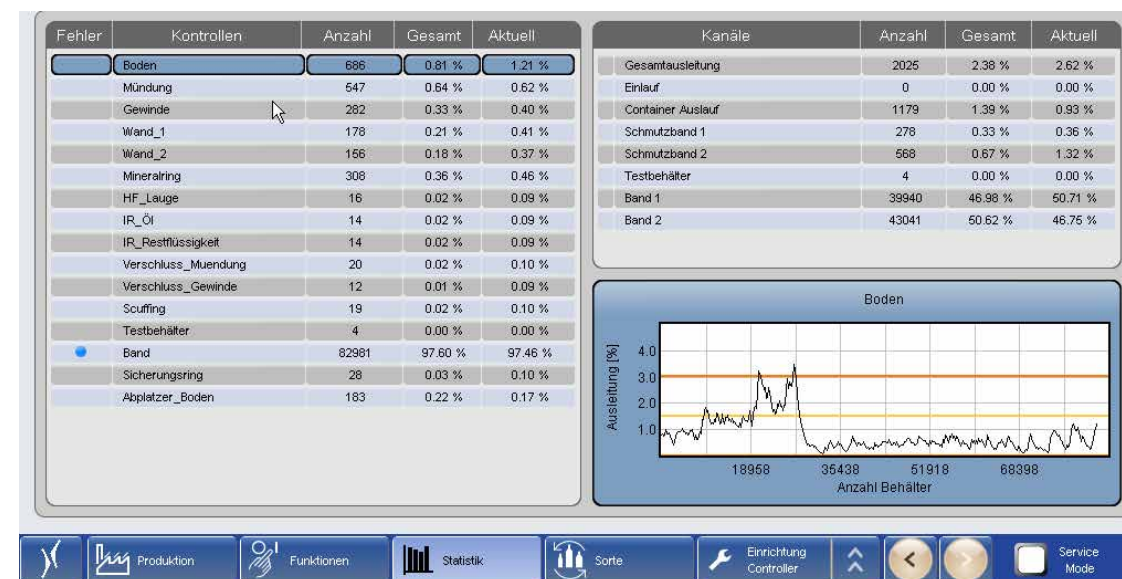 Fehler Kontrollen Anzahl Gesamt Aktuell
Boden 686 0.81 % 1.21 %
Mündung 547 0.64 % 0.62 %
Gewinde 282 0.33 % 0.40 %
Wand_1 178 0.21 % 0.41 %
Wand_2 156 0.18 % 0.37 %
Mineralring 308 0.36 % 0.46 %
HF_Lauge 16 0.02 % 0.09 %
IR_Öl 14 0.02 % 0.09 %
IR_Restflüssigkeit 14 0.02 % 0.09 %
Verschluss_Muendung 20 0.02 % 0.10 %
Verschluss_Gewinde 12 0.01 % 0.09 %
Scuffing 19 0.02 % 0.10 %
Testbehälter 4 0.00 % 0.00 %
Band 82981 97.60 % 97.46 %
Sicherungsring 28 0.03 % 0.10 %
Abplatzer_Boden 183 0.22 % 0.17 %
Kanäle Anzahl Gesamt Aktuell
Gesamtausleitung 2025 2.38 % 2.62 %
Einlauf 0 0.00 % 0.00 %
Container Auslauf 1179 1.39 % 0.93 %
Schmutzband 1 278 0.33 % 0.36 %
Schmutzband 2 568 0.67 % 1.32 %
Testbehälter 4 0.00 % 0.00 %
Band 1 39940 46.98 % 50.71 %
Band 2 43041 50.62 % 46.75 %
Boden
Ausleitung [%]
4.0
3.0
2.0
1.0
18958 35438 51918 68398
Anzahl Behälter
Produktion Funktionen Statistik Sorte Einrichtung Controller Service Mode